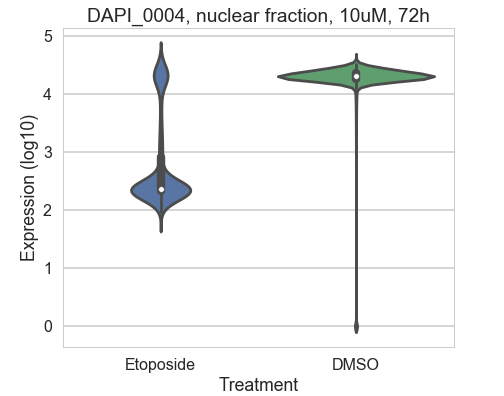 DAPI_0004, nuclear fraction, 10uM, 72h
5
4
3
2
1
0
Expression (log10)
Etoposide DMSO
Treatment